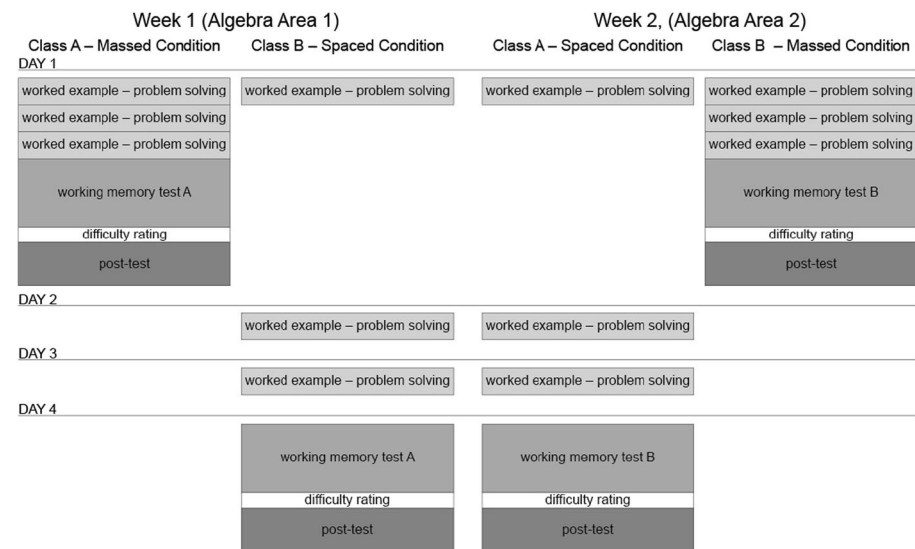 Week 1 (Algebra Area 1)
Week 2, (Algebra Area 2)
Class A – Massed Condition
Class B – Spaced Condition
Class A – Spaced Condition
Class B – Massed Condition
DAY 1
worked example – problem solving
worked example – problem solving
worked example – problem solving
worked example – problem solving
worked example – problem solving
worked example – problem solving
worked example – problem solving
worked example – problem solving
working memory test A
working memory test B
difficulty rating
difficulty rating
post-test
post-test
DAY 2
worked example – problem solving
worked example – problem solving
DAY 3
worked example – problem solving
worked example – problem solving
DAY 4
working memory test A
working memory test B
difficulty rating
difficulty rating
post-test
post-test